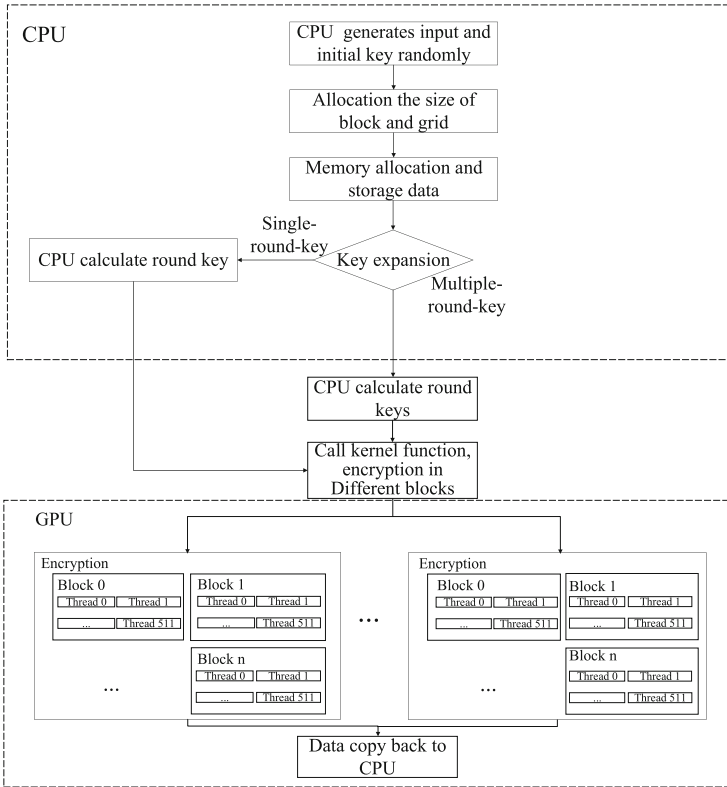 CPU
CPU generates input and
initial key randomly
Allocation the size of
block and grid
Memory allocation and
storage data
Single-
round-key
CPU calculate round key
Key expansion
Multiple-
round-key
CPU calculate round
keys
Call kernel function,
encryption in
Different blocks
GPU
Encryption
Block 0
Thread 0 Thread 1
... Thread 511
Block 1
Thread 0 Thread 1
... Thread 511
...
Block n
Thread 0 Thread 1
... Thread 511
...
Encryption
Block 0
Thread 0 Thread 1
... Thread 511
Block 1
Thread 0 Thread 1
... Thread 511
...
Block n
Thread 0 Thread 1
... Thread 511
Data copy back to
CPU